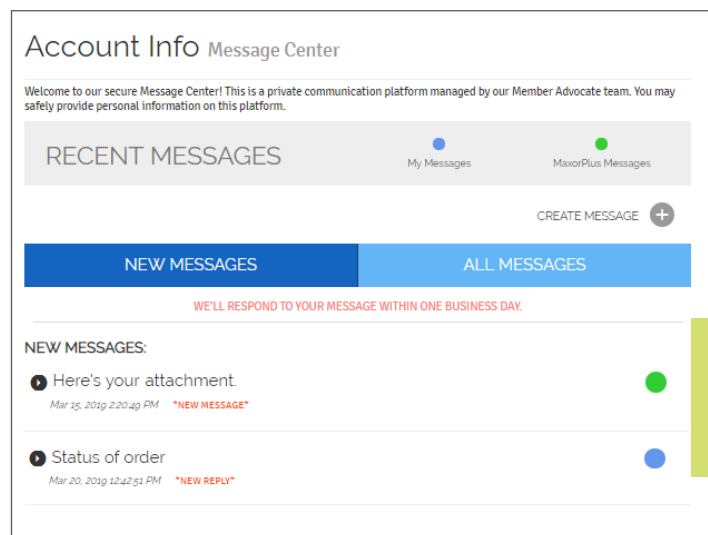 Account Info Message Center
Welcome to our secure Message Center! This is a private communication platform managed by our Member Advocate team. You may
safely provide personal information on this platform.
RECENT MESSAGES
My Messages
MaxorPlus Messages
CREATE MESSAGE +
NEW MESSAGES
ALL MESSAGES
WE'LL RESPOND TO YOUR MESSAGE WITHIN ONE BUSINESS DAY.
NEW MESSAGES:
Here's your attachment.
Mar 15, 2019 2:20:49 PM *NEW MESSAGE*
Status of order
Mar 20, 2019 12:42:51 PM *NEW REPLY*